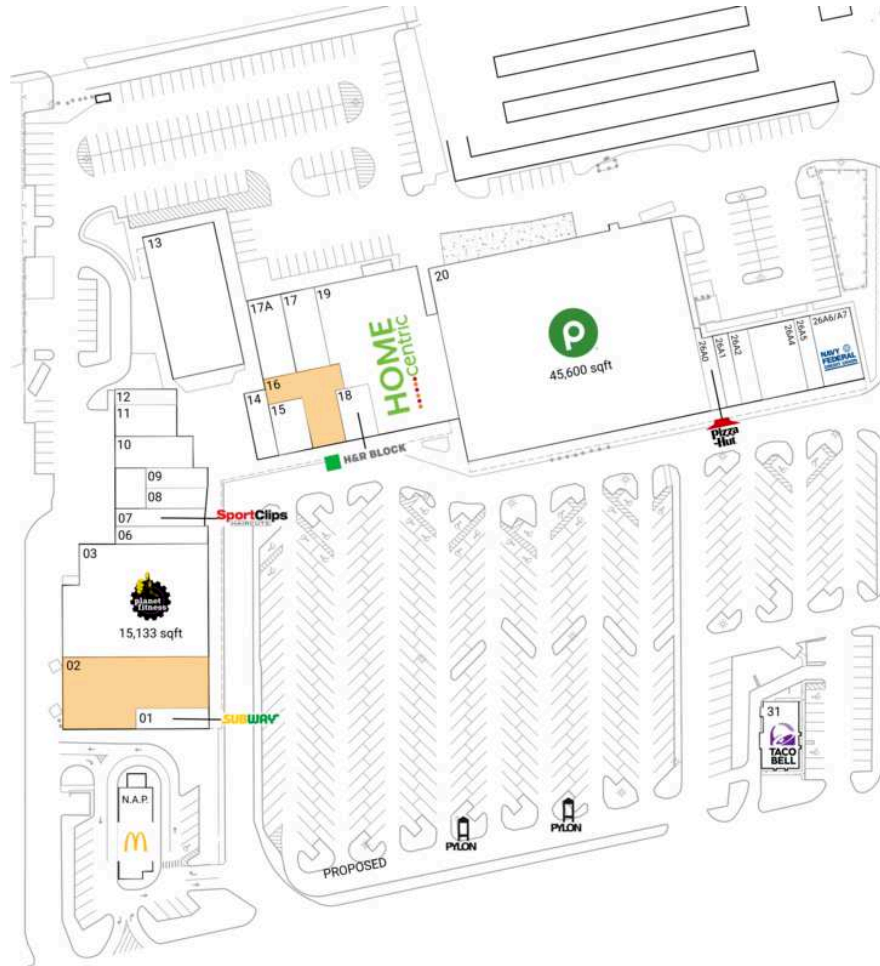 13
20
17A
17
19
HOME
centric
p
45,600 sqft
26A0
26A1
26A2
26A4
26A5
26A6/A7
NAVY
FEDERAL
Credit Union
Pizza
Hut
16
14
15
18
H&R BLOCK
12
11
10
09
08
07
SportClips
HAIRCUTS
06
03
planet
fitness
15,133 sqft
02
01
SUBWAY
31
TACO
BELL
N.A.P.
M
PYLON
PYLON
PROPOSED